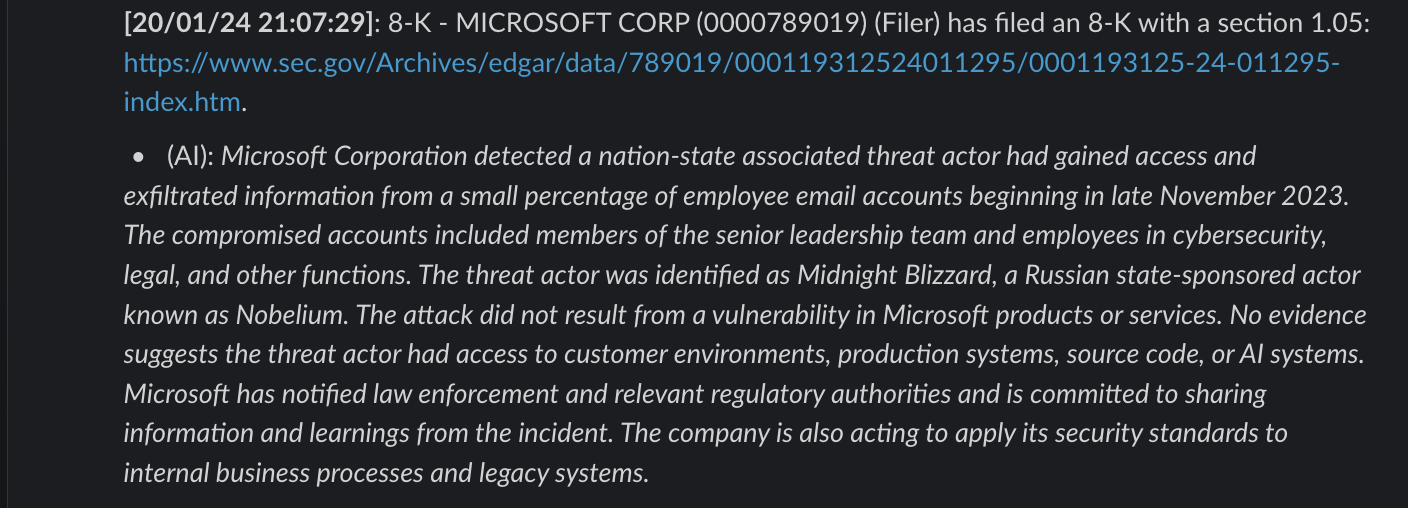 [20/01/24 21:07:29]: 8-K - MICROSOFT CORP (0000789019) (Filer) has filed an 8-K with a section 1.05:
https://www.sec.gov/Archives/edgar/data/789019/000119312524011295/0001193125-24-011295-
index.htm.
• (AI): Microsoft Corporation detected a nation-state associated threat actor had gained access and
exfiltrated information from a small percentage of employee email accounts beginning in late November 2023.
The compromised accounts included members of the senior leadership team and employees in cybersecurity,
legal, and other functions. The threat actor was identified as Midnight Blizzard, a Russian state-sponsored actor
known as Nobelium. The attack did not result from a vulnerability in Microsoft products or services. No evidence
suggests the threat actor had access to customer environments, production systems, source code, or AI systems.
Microsoft has notified law enforcement and relevant regulatory authorities and is committed to sharing
information and learnings from the incident. The company is also acting to apply its security standards to
internal business processes and legacy systems.